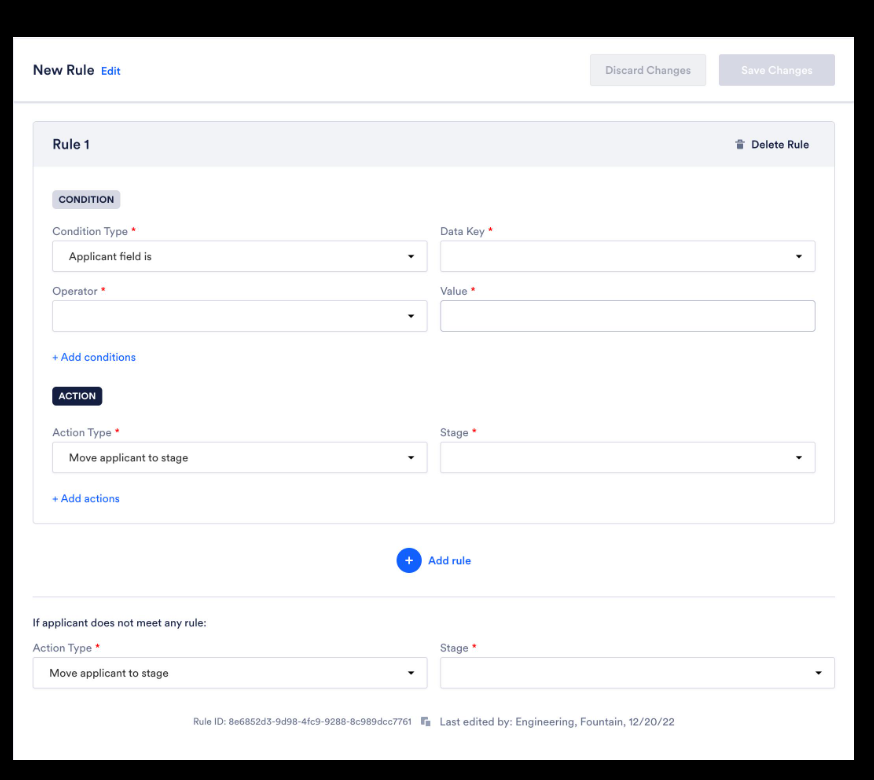 New Rule Edit
Discard Changes
Save Changes
Rule 1
Delete Rule
CONDITION
Condition Type *
Data Key *
Applicant field is
Operator *
Value *
+ Add conditions
ACTION
Action Type *
Stage *
Move applicant to stage
+ Add actions
+ Add rule
If applicant does not meet any rule:
Action Type *
Stage *
Move applicant to stage
Rule ID: 8e6852d3-9d98-4fc9-9288-8c989dcc7761
Last edited by: Engineering, Fountain, 12/20/22